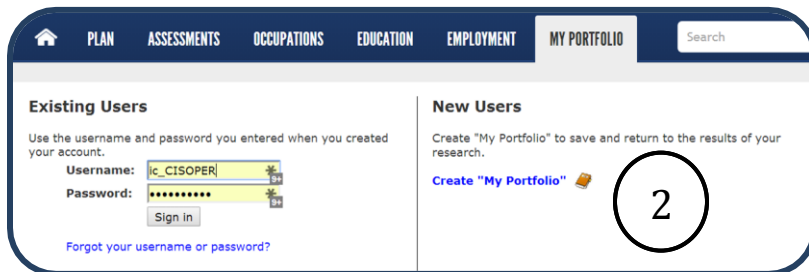 PLAN ASSESSMENTS OCCUPATIONS EDUCATION EMPLOYMENT MY PORTFOLIO Search
Existing Users
Use the username and password you entered when you created
your account.
Username: ic_CISOPER
9+
Password: ••••••••••
9+
Sign in
Forgot your username or password?
New Users
Create "My Portfolio" to save and return to the results of your
research.
Create "My Portfolio"
2